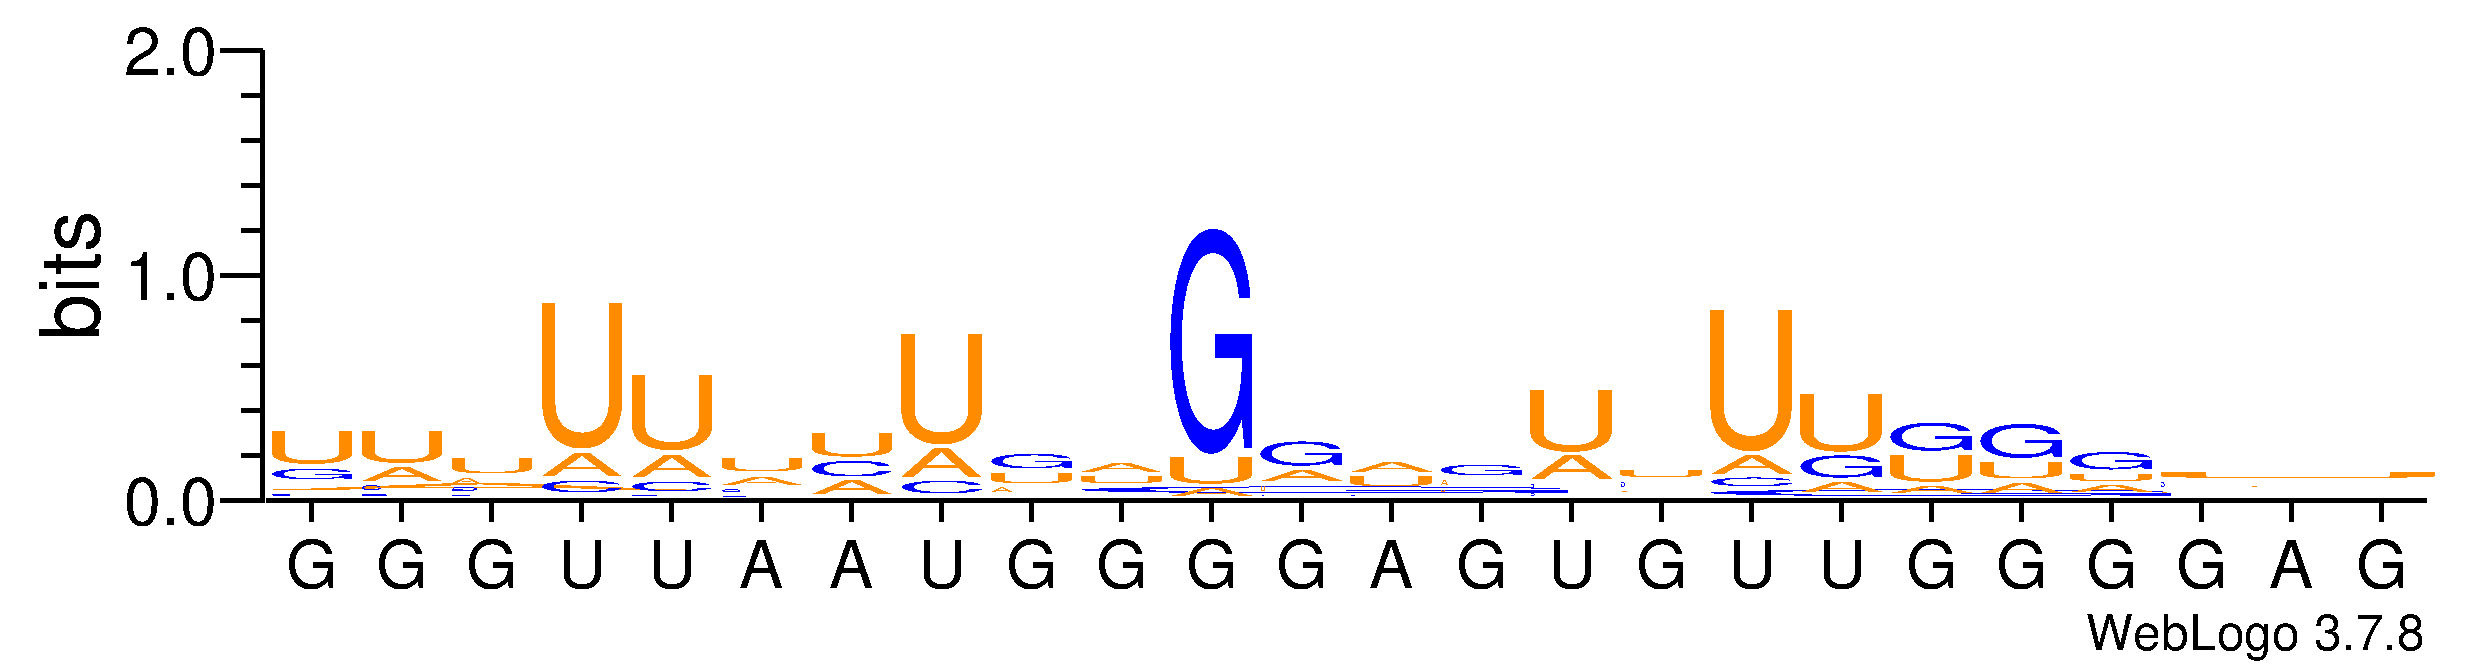 2.0
1.0
0.0
bits
G G G U U A A U G G G G A G U G U U G G G G A G
WebLogo 3.7.8